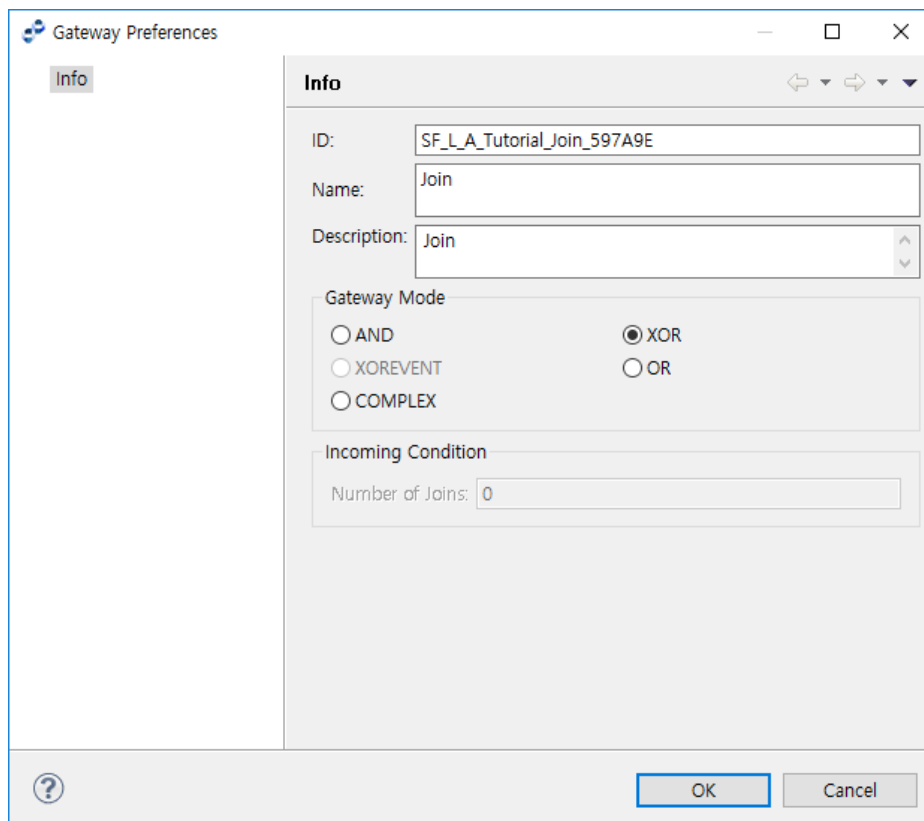 Gateway Preferences
Info
Info
ID: SF_L_A_Tutorial_Join_597A9E
Name: Join
Description: Join
Gateway Mode
AND XOR
XOREVENT OR
COMPLEX
Incoming Condition
Number of Joins: 0
OK Cancel